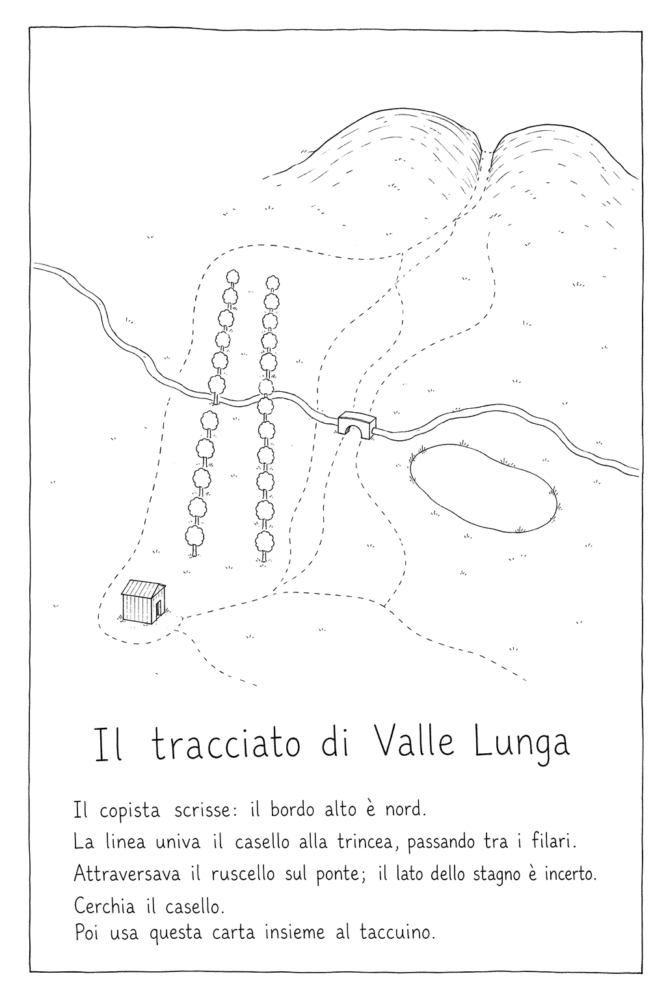 Il tracciato di Valle Lunga
Il copista scrisse: il bordo alto è nord.
La linea univa il casello alla trincea, passando tra i filari.
Attraversava il ruscello sul ponte; il lato dello stagno è incerto.
Cerchia il casello.
Poi usa questa carta insieme al taccuino.